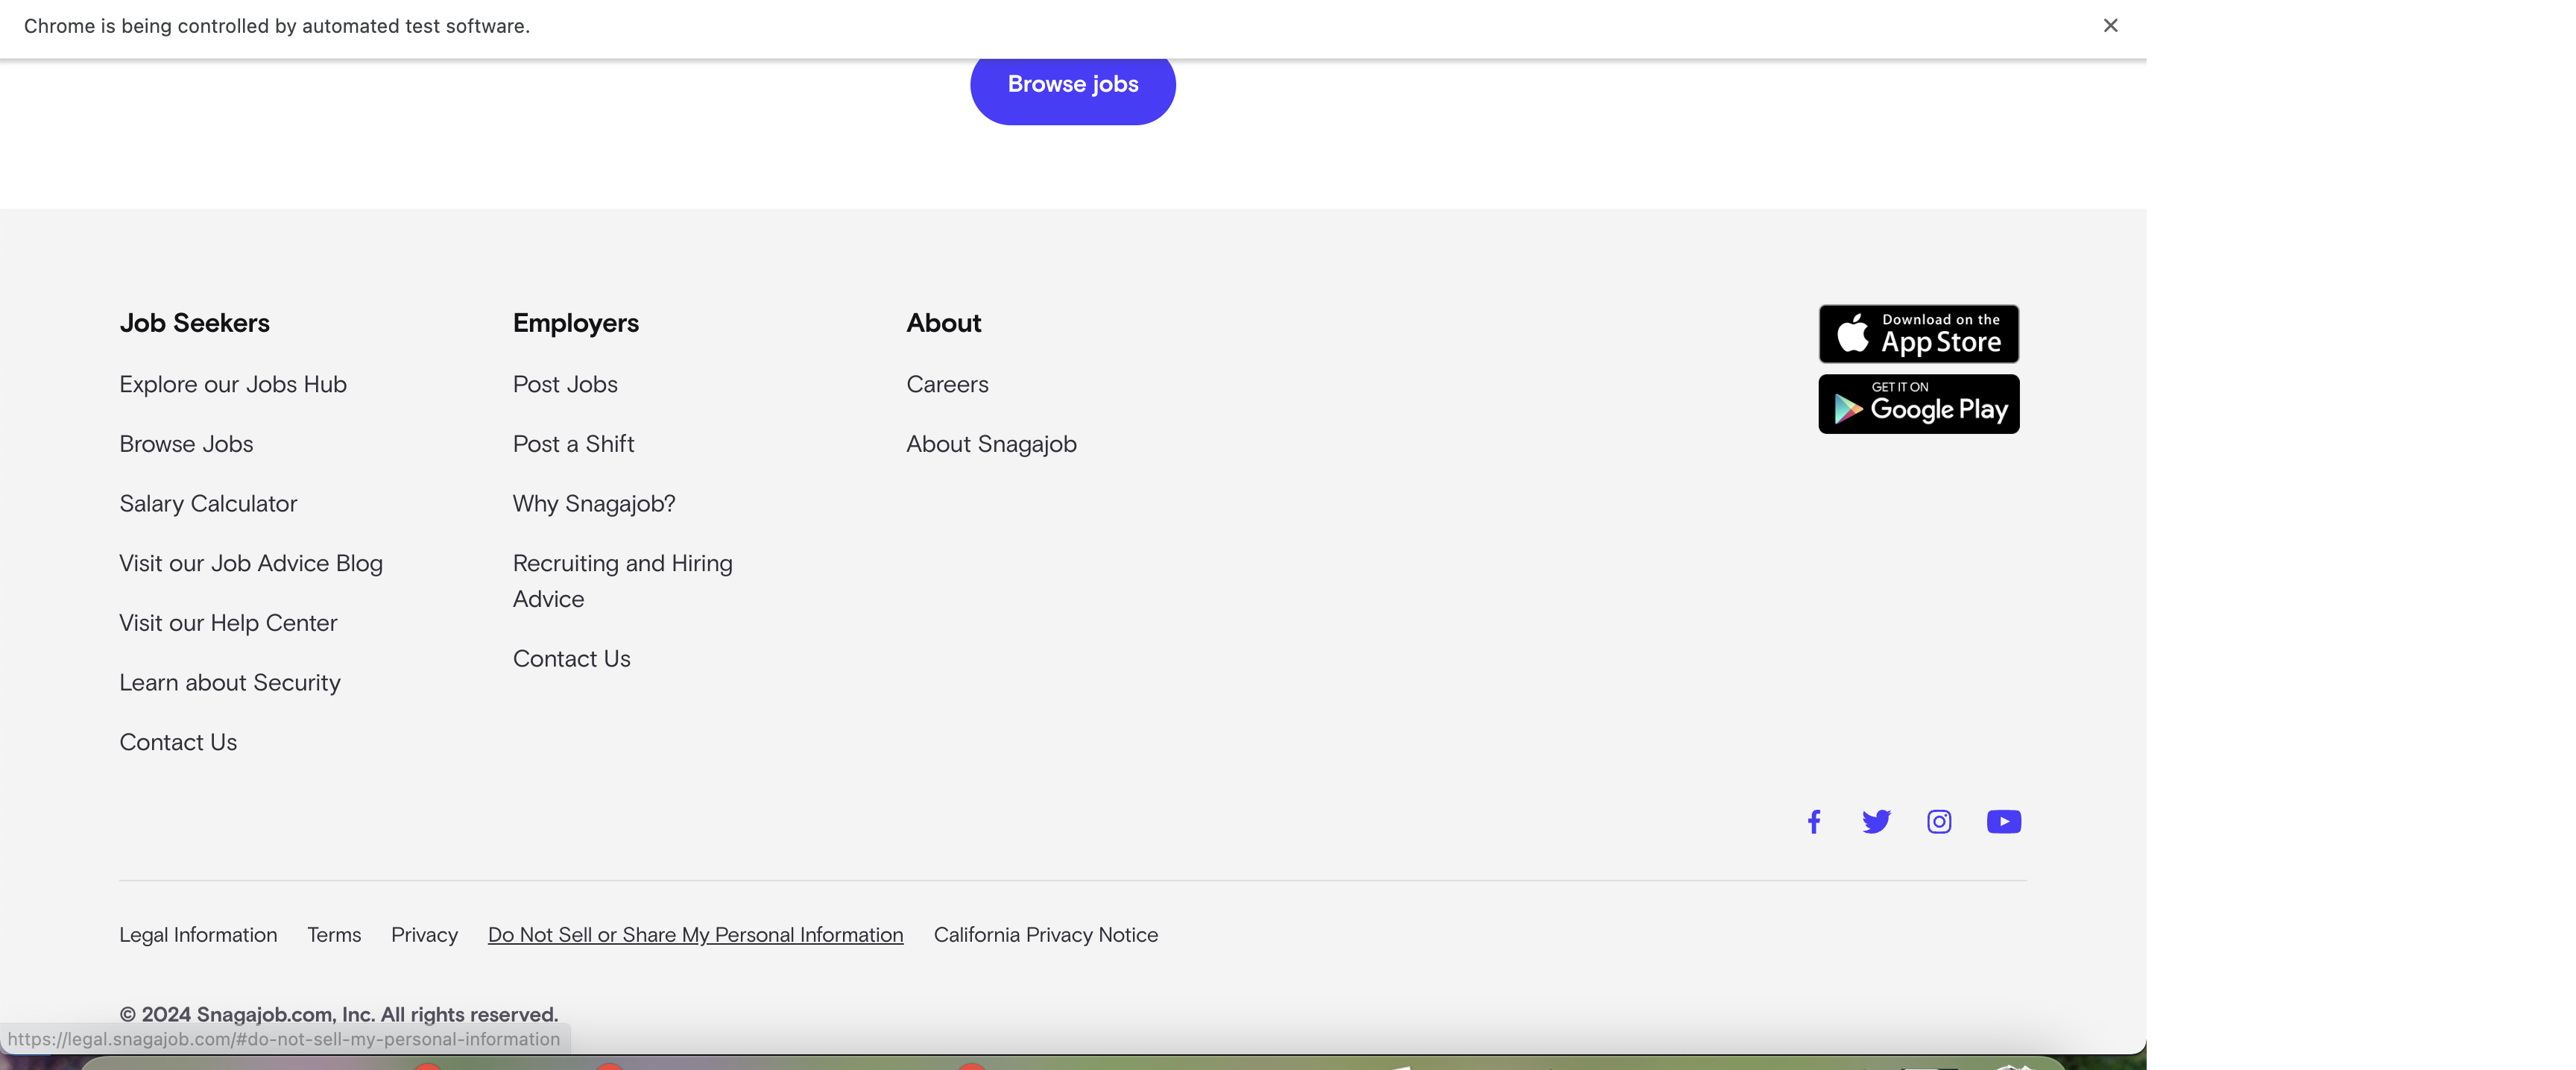 Chrome is being controlled by automated test software.
Browse jobs
Job Seekers
Explore our Jobs Hub
Browse Jobs
Salary Calculator
Visit our Job Advice Blog
Visit our Help Center
Learn about Security
Contact Us
Employers
Post Jobs
Post a Shift
Why Snagajob?
Recruiting and Hiring
Advice
Contact Us
About
Careers
About Snagajob
Download on the
App Store
GET IT ON
Google Play
Legal Information Terms Privacy Do Not Sell or Share My Personal Information California Privacy Notice
© 2024 Snagajob.com, Inc. All rights reserved.
https://legal.snagajob.com/#do-not-sell-my-personal-information